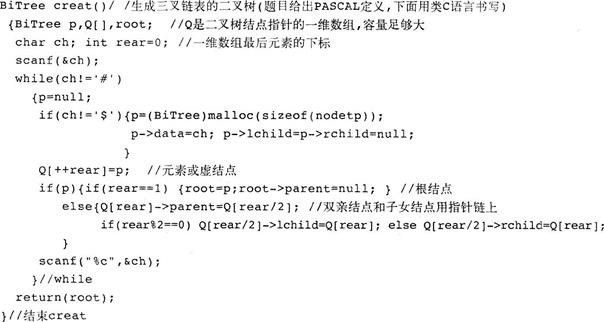 BiTree creat()/ /生成三叉链表的二叉树(题目给出PASCAL定义,下面用类C语言书写)
{BiTree p,Q[],root;  //Q是二叉树结点指针的一维数组,容量足够大
char ch; int rear=0; //一维数组最后元素的下标
scanf(&ch);
while(ch!='#')
{p=null;
if(ch!='$'){p=(BiTree)malloc(sizeof(nodetp));
p->data=ch; p->lchild=p->rchild=null;
}
Q[++rear]=p;  //元素或虚结点
if(p){if(rear==1) {root=p;root->parent=null; } //根结点
else{Q[rear]->parent=Q[rear/2]; //双亲结点和子女结点用指针链上
if(rear%2==0) Q[rear/2]->lchild=Q[rear]; else Q[rear/2]->rchild=Q[rear];
}
scanf("%c",&ch);
}//while
return(root);
}//结束creat